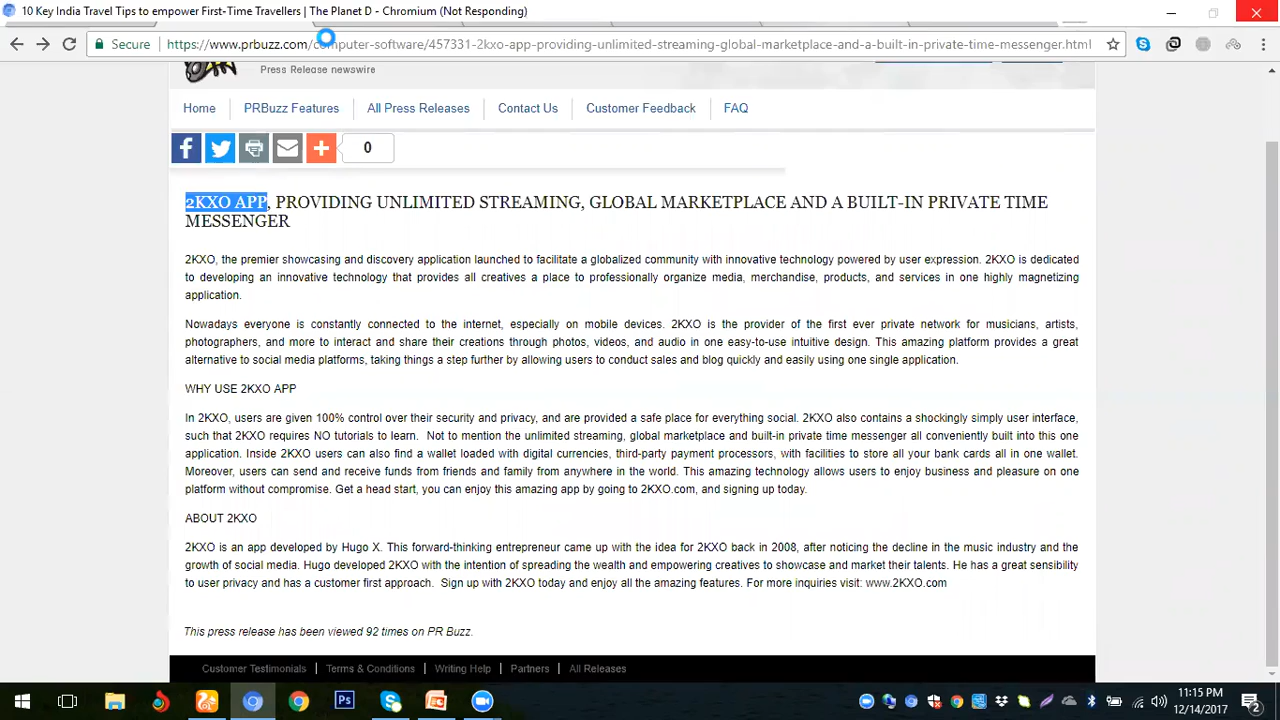 10 Key India Travel Tips to empower First-Time Travellers | The Planet D - Chromium (Not Responding)
Secure https://www.prbuzz.com/computer-software/457331-2kxo-app-providing-unlimited-streaming-global-marketplace-and-a-built-in-private-time-messenger.html
Press Release newswire
Home PRBuzz Features All Press Releases Contact Us Customer Feedback FAQ
0
2KXO APP, PROVIDING UNLIMITED STREAMING, GLOBAL MARKETPLACE AND A BUILT-IN PRIVATE TIME
MESSENGER
2KXO, the premier showcasing and discovery application launched to facilitate a globalized community with innovative technology powered by user expression. 2KXO is dedicated
to developing an innovative technology that provides all creatives a place to professionally organize media, merchandise, products, and services in one highly magnetizing
application.
Nowadays everyone is constantly connected to the internet, especially on mobile devices. 2KXO is the provider of the first ever private network for musicians, artists,
photographers, and more to interact and share their creations through photos, videos, and audio in one easy-to-use intuitive design. This amazing platform provides a great
alternative to social media platforms, taking things a step further by allowing users to conduct sales and blog quickly and easily using one single application.
WHY USE 2KXO APP
In 2KXO, users are given 100% control over their security and privacy, and are provided a safe place for everything social. 2KXO also contains a shockingly simply user interface,
such that 2KXO requires NO tutorials to learn. Not to mention the unlimited streaming, global marketplace and built-in private time messenger all conveniently built into this one
application. Inside 2KXO users can also find a wallet loaded with digital currencies, third-party payment processors, with facilities to store all your bank cards all in one wallet.
Moreover, users can send and receive funds from friends and family from anywhere in the world. This amazing technology allows users to enjoy business and pleasure on one
platform without compromise. Get a head start, you can enjoy this amazing app by going to 2KXO.com, and signing up today.
ABOUT 2KXO
2KXO is an app developed by Hugo X. This forward-thinking entrepreneur came up with the idea for 2KXO back in 2008, after noticing the decline in the music industry and the
growth of social media. Hugo developed 2KXO with the intention of spreading the wealth and empowering creatives to showcase and market their talents. He has a great sensibility
to user privacy and has a customer first approach. Sign up with 2KXO today and enjoy all the amazing features. For more inquiries visit: www.2KXO.com
This press release has been viewed 92 times on PR Buzz.
Customer Testimonials | Terms & Conditions | Writing Help | Partners | All Releases
11:15 PM
12/14/2017